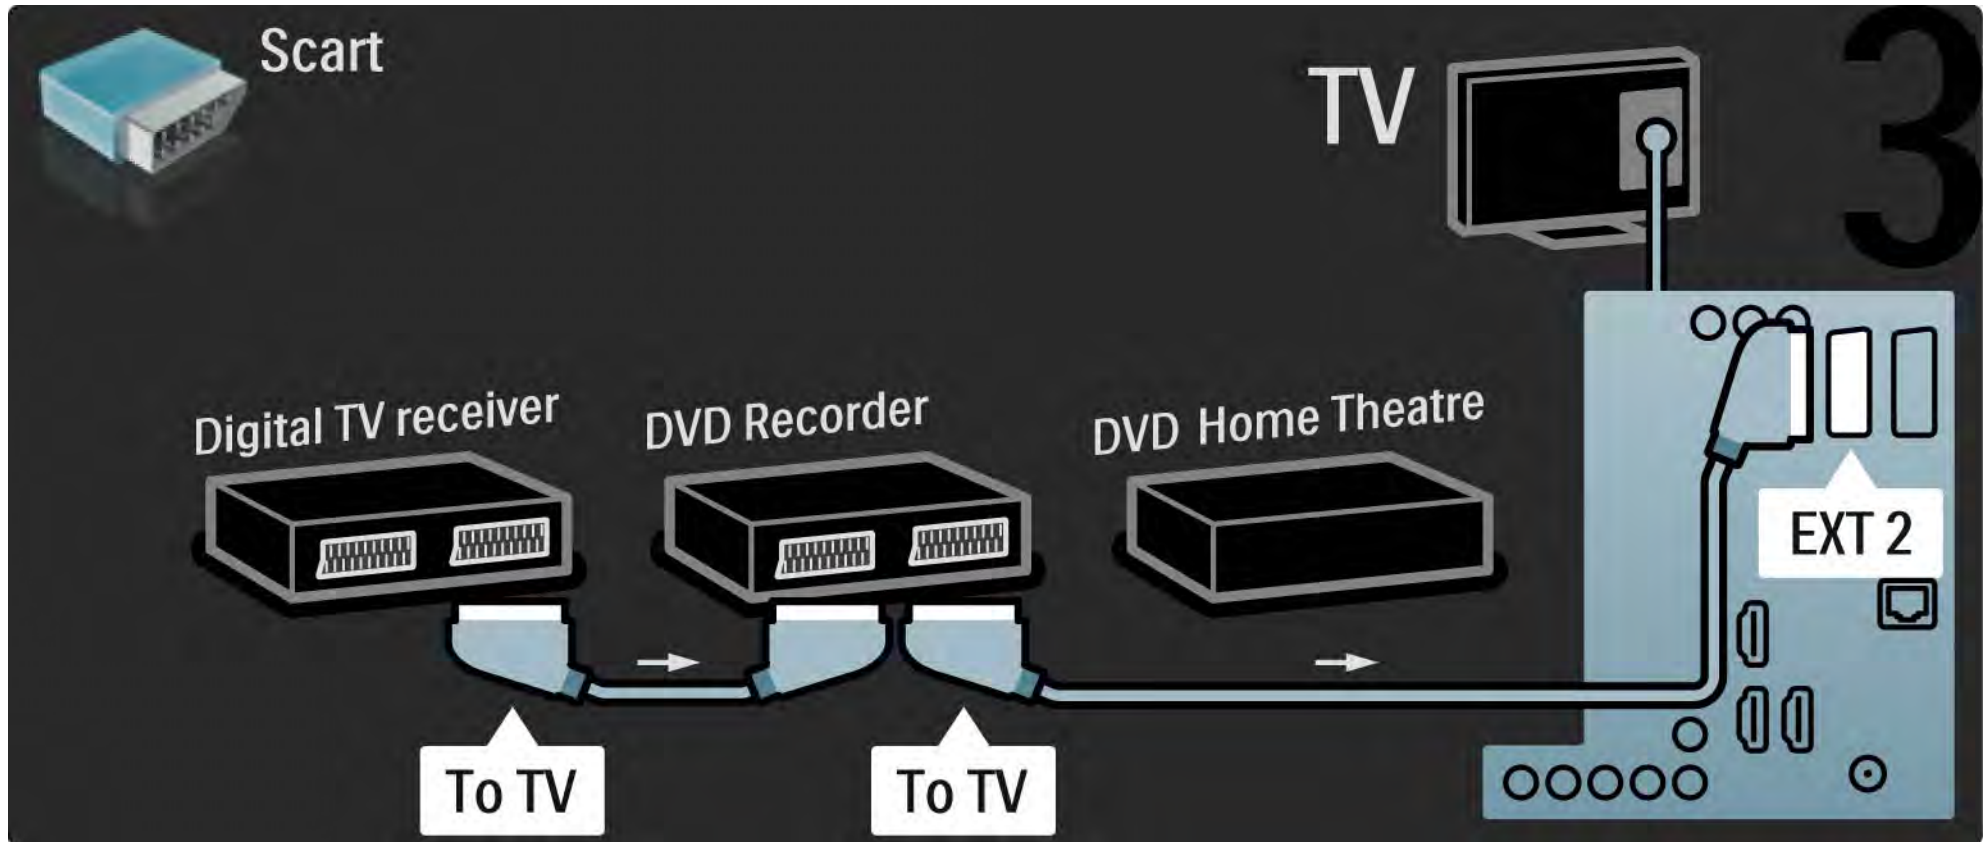 Scart
TV
3
Digital TV receiver
DVD Recorder
DVD Home Theatre
EXT 2
To TV
To TV